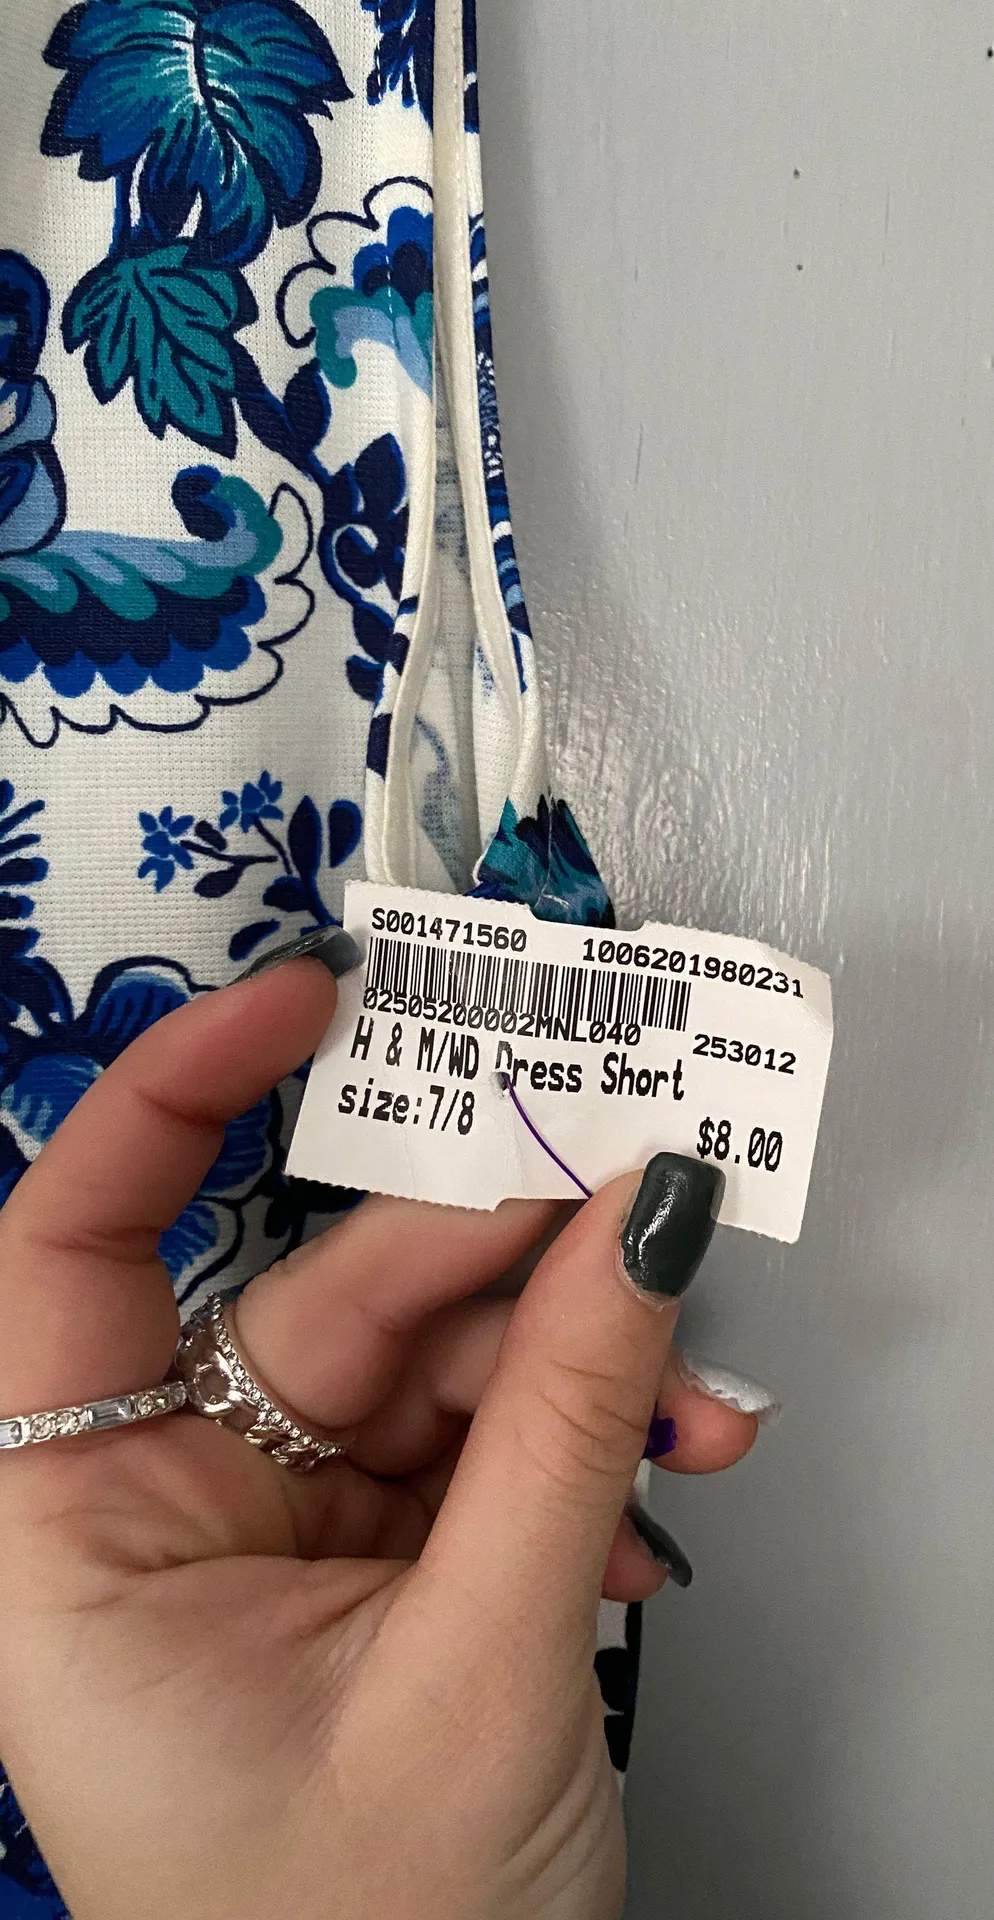 S001471560 1006201980231
02505200002MNL040 253012
H & M/WD Dress Short
size:7/8
$8.00